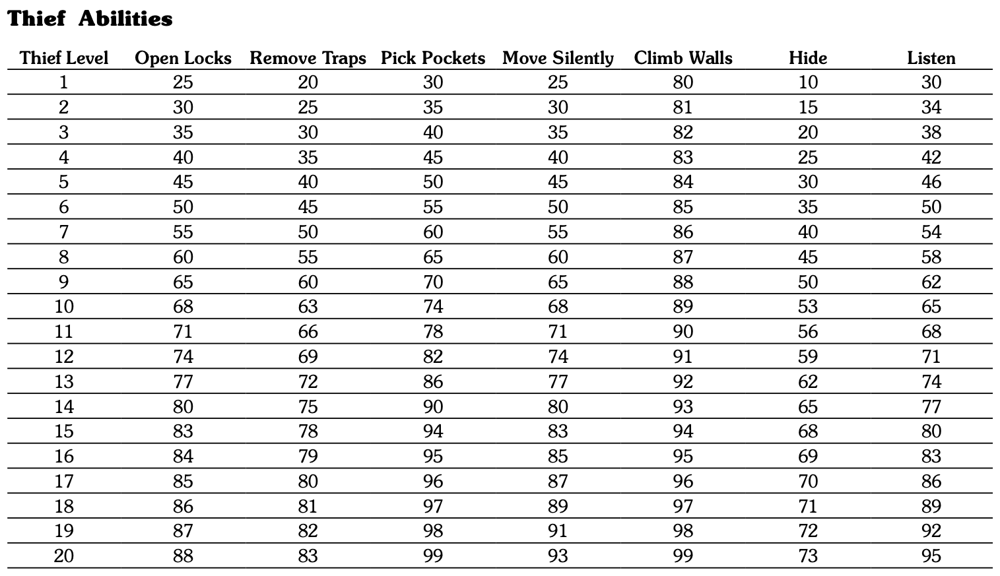 Thief Abilities
Thief Level Open Locks Remove Traps Pick Pockets Move Silently Climb Walls Hide Listen
1 25 20 30 25 80 10 30
2 30 25 35 30 81 15 34
3 35 30 40 35 82 20 38
4 40 35 45 40 83 25 42
5 45 40 50 45 84 30 46
6 50 45 55 50 85 35 50
7 55 50 60 55 86 40 54
8 60 55 65 60 87 45 58
9 65 60 70 65 88 50 62
10 68 63 74 68 89 53 65
11 71 66 78 71 90 56 68
12 74 69 82 74 91 59 71
13 77 72 86 77 92 62 74
14 80 75 90 80 93 65 77
15 83 78 94 83 94 68 80
16 84 79 95 85 95 69 83
17 85 80 96 87 96 70 86
18 86 81 97 89 97 71 89
19 87 82 98 91 98 72 92
20 88 83 99 93 99 73 95